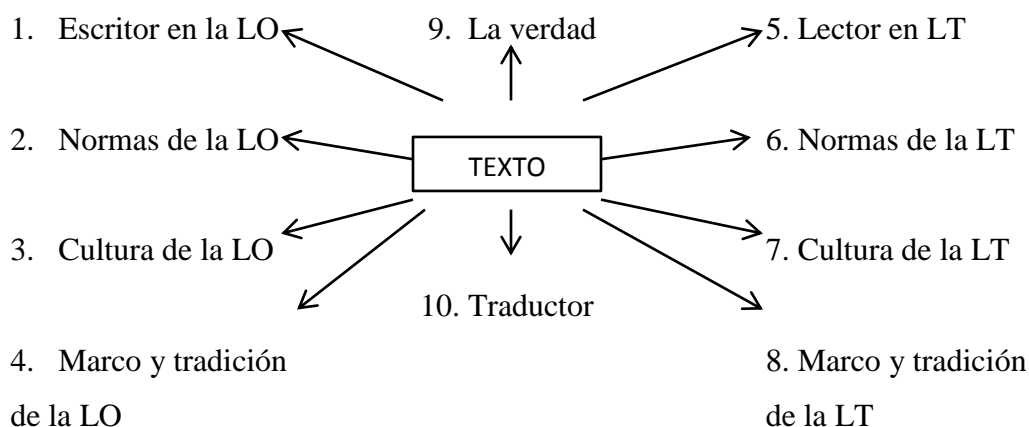 1. Escritor en la LO
9. La verdad
5. Lector en LT
2. Normas de la LO
TEXTO
6. Normas de la LT
3. Cultura de la LO
7. Cultura de la LT
10. Traductor
4. Marco y tradición
de la LO
8. Marco y tradición
de la LT